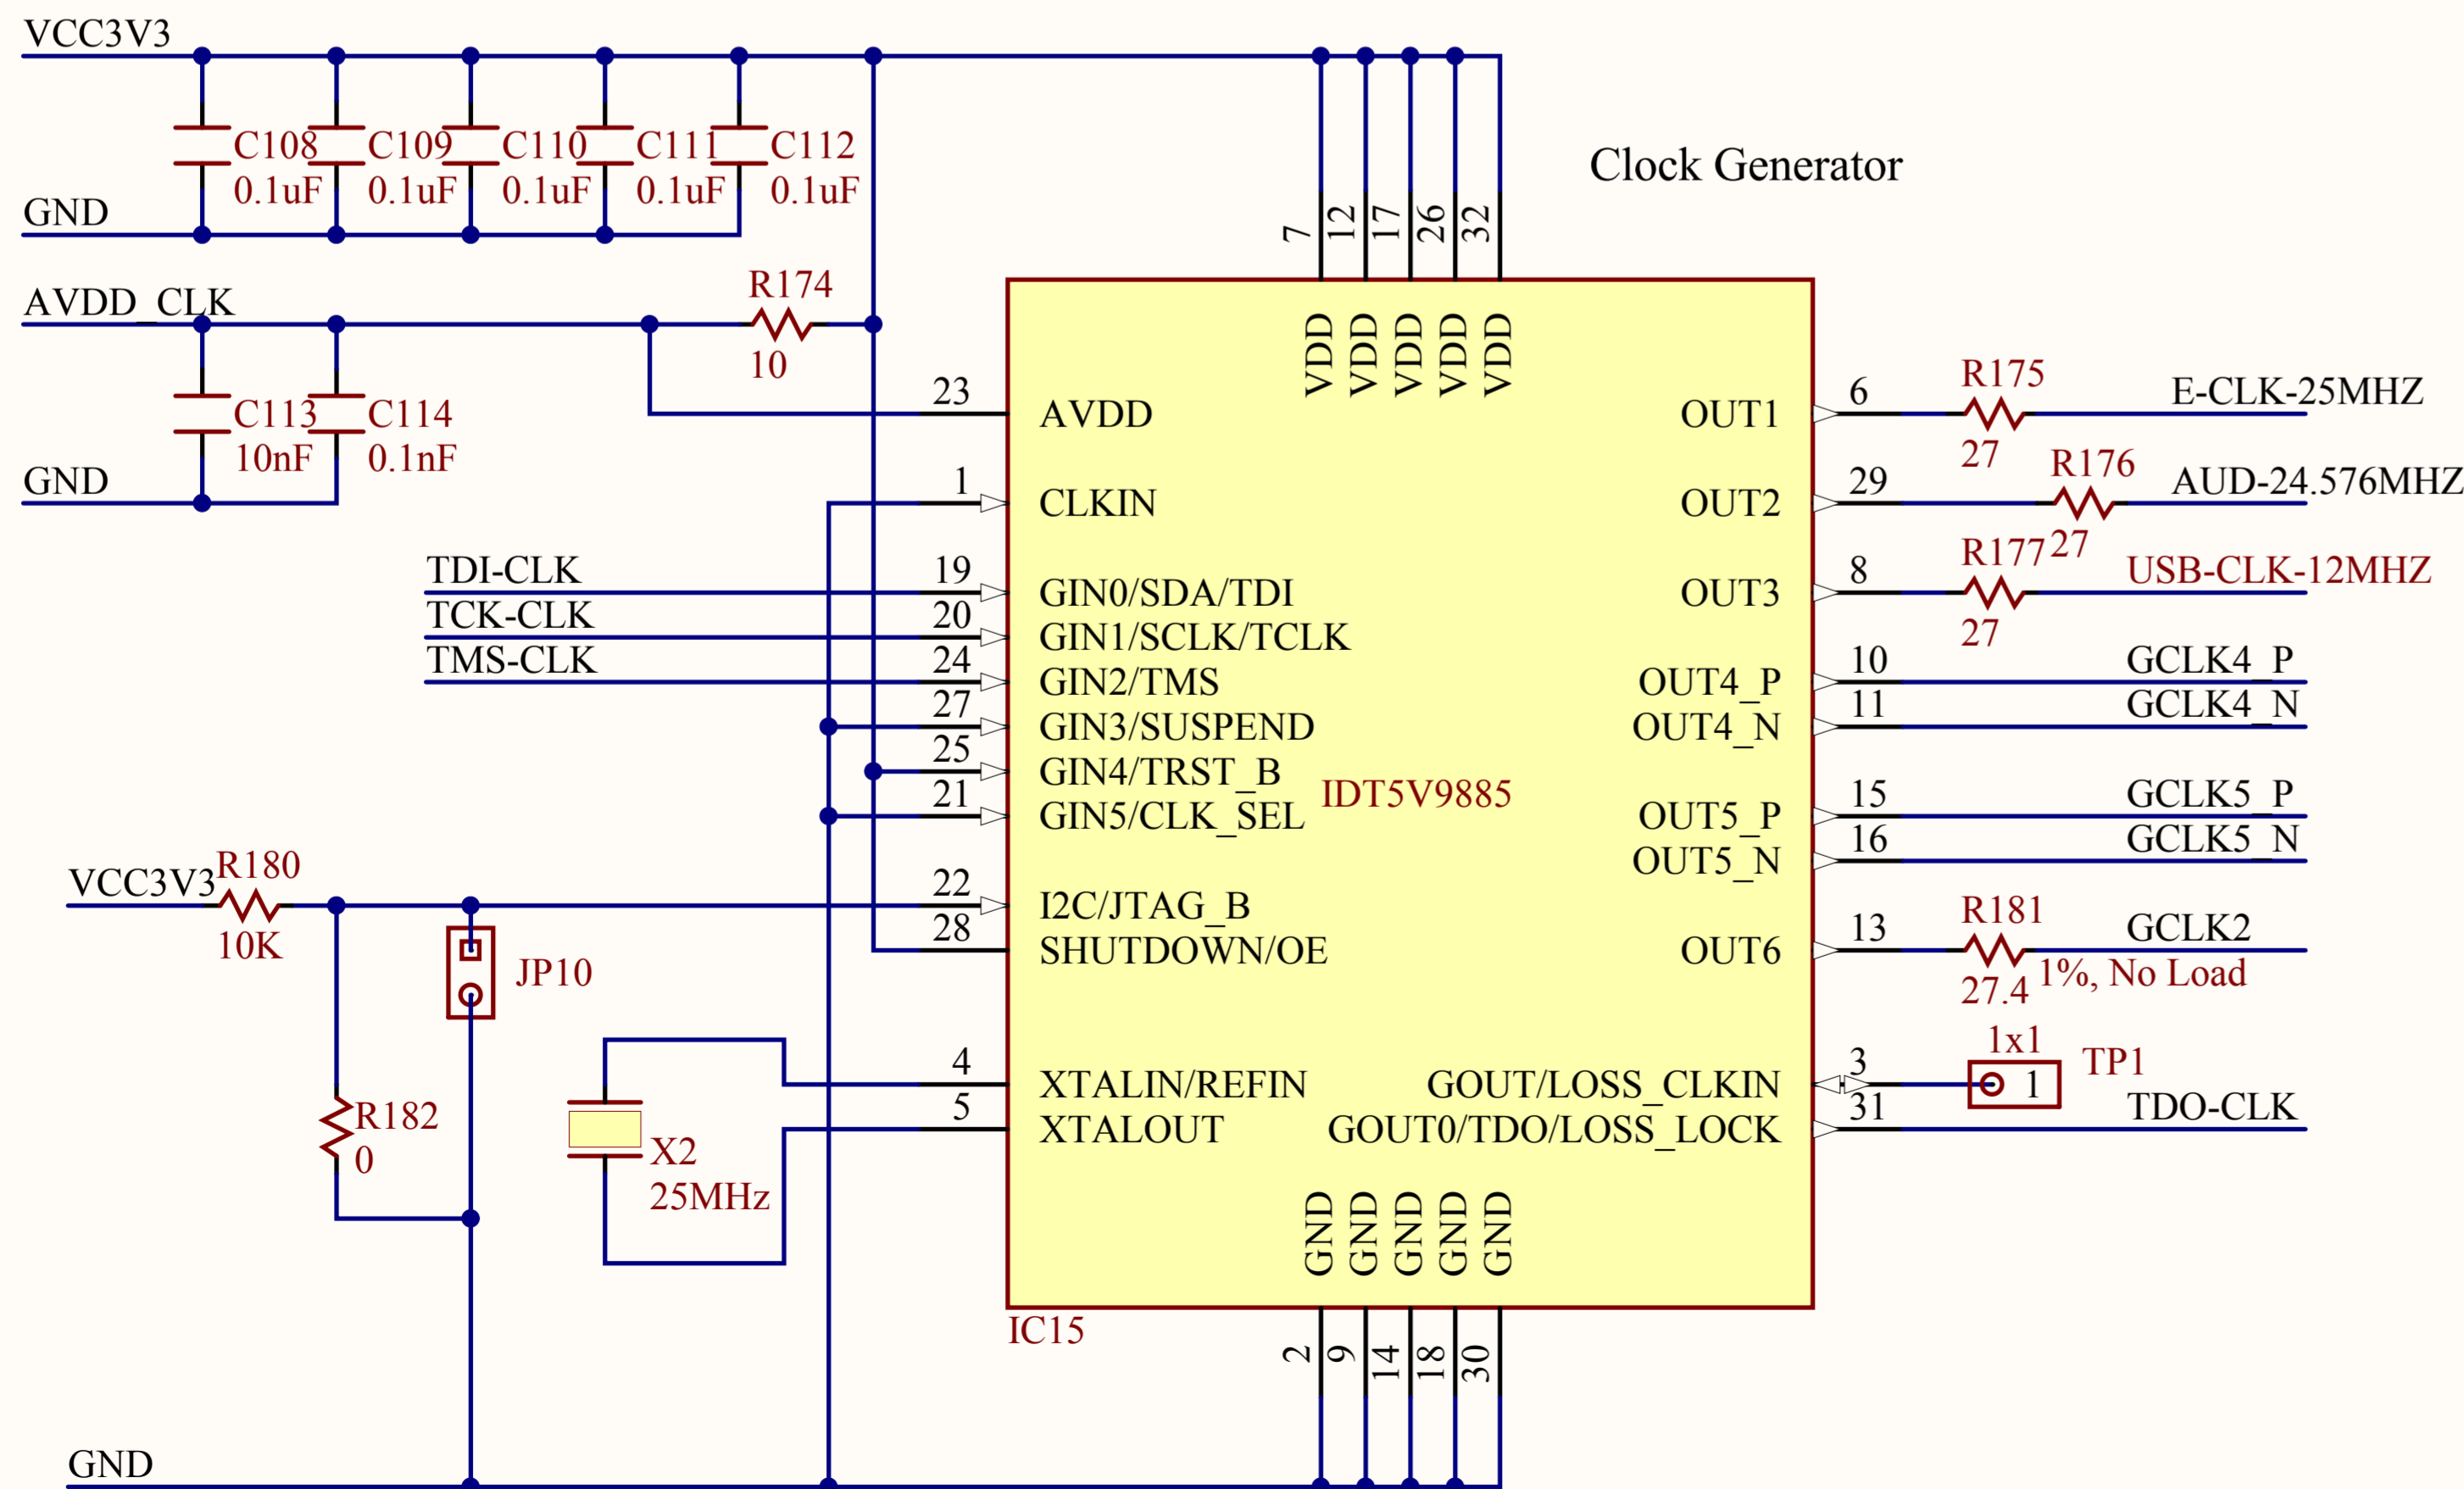 VCC3V3
C108
0.1uF
C109
0.1uF
C110
0.1uF
C111
0.1uF
C112
0.1uF
GND
Clock Generator
AVDD_CLK
R174
10
C113
10nF
C114
0.1nF
GND
7
12
17
26
32
VDD
VDD
VDD
VDD
VDD
23
AVDD
1
CLKIN
TDI-CLK
19
GIN0/SDA/TDI
TCK-CLK
20
GIN1/SCLK/TCLK
TMS-CLK
24
GIN2/TMS
27
GIN3/SUSPEND
25
GIN4/TRST_B
21
GIN5/CLK_SEL
IDT5V9885
VCC3V3
R180
10K
22
I2C/JTAG_B
28
SHUTDOWN/OE
JP10
R182
0
X2
25MHz
4
XTALIN/REFIN
5
XTALOUT
OUT1
6
R175
27
E-CLK-25MHZ
OUT2
29
R176
27
AUD-24.576MHZ
OUT3
8
R177
27
USB-CLK-12MHZ
OUT4_P
10
GCLK4_P
OUT4_N
11
GCLK4_N
OUT5_P
15
GCLK5_P
OUT5_N
16
GCLK5_N
OUT6
13
R181
27.4
1%, No Load
GCLK2
GOUT/LOSS_CLKIN
3
1x1
1
TP1
GOUT0/TDO/LOSS_LOCK
31
TDO-CLK
GND
GND
GND
GND
GND
IC15
2
9
14
18
30
GND